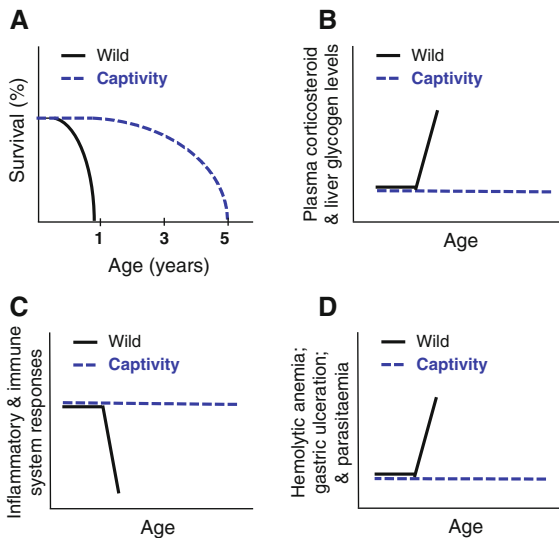 A
Wild
Captivity
Survival (%)
1
3
5
Age (years)
B
Wild
Captivity
Plasma corticosteroid
& liver glycogen levels
Age
C
Wild
Captivity
Inflammatory & immune
system responses
Age
D
Wild
Captivity
Hemolytic anemia;
gastric ulceration;
& parasitaemia
Age